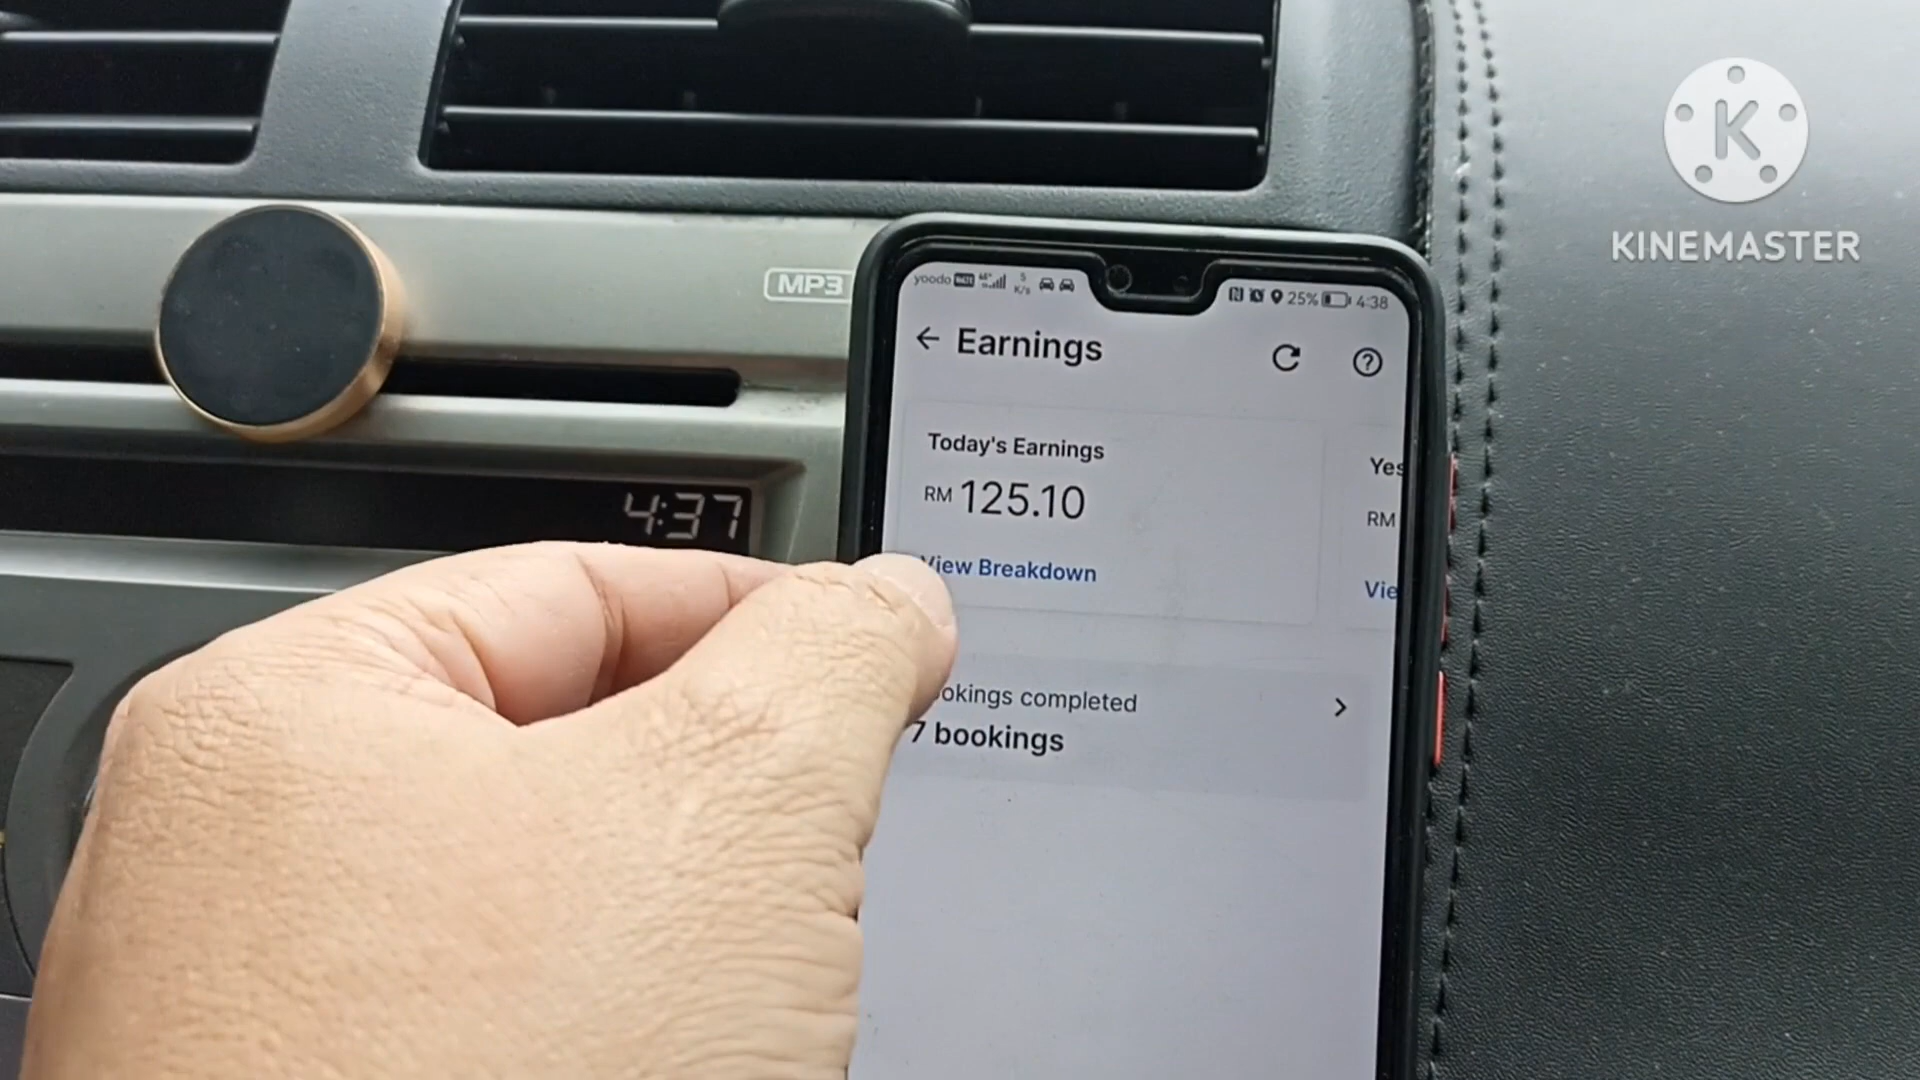 K
KINEMASTER
MP3
yoodo
5
K/s
25%
4:38
Earnings
Today's Earnings
RM 125.10
View Breakdown
Yes
RM
Vie
4:37
okings completed
7 bookings